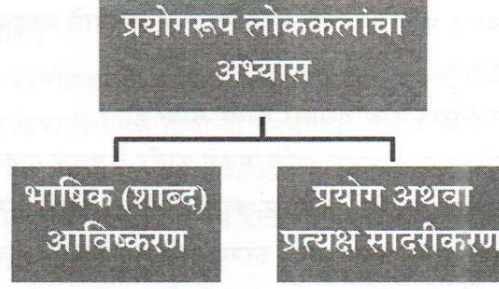 प्रयोगरूप लोककलांचा
अभ्यास
भाषिक (शाब्द)
आविष्करण
प्रयोग अथवा
प्रत्यक्ष सादरीकरण